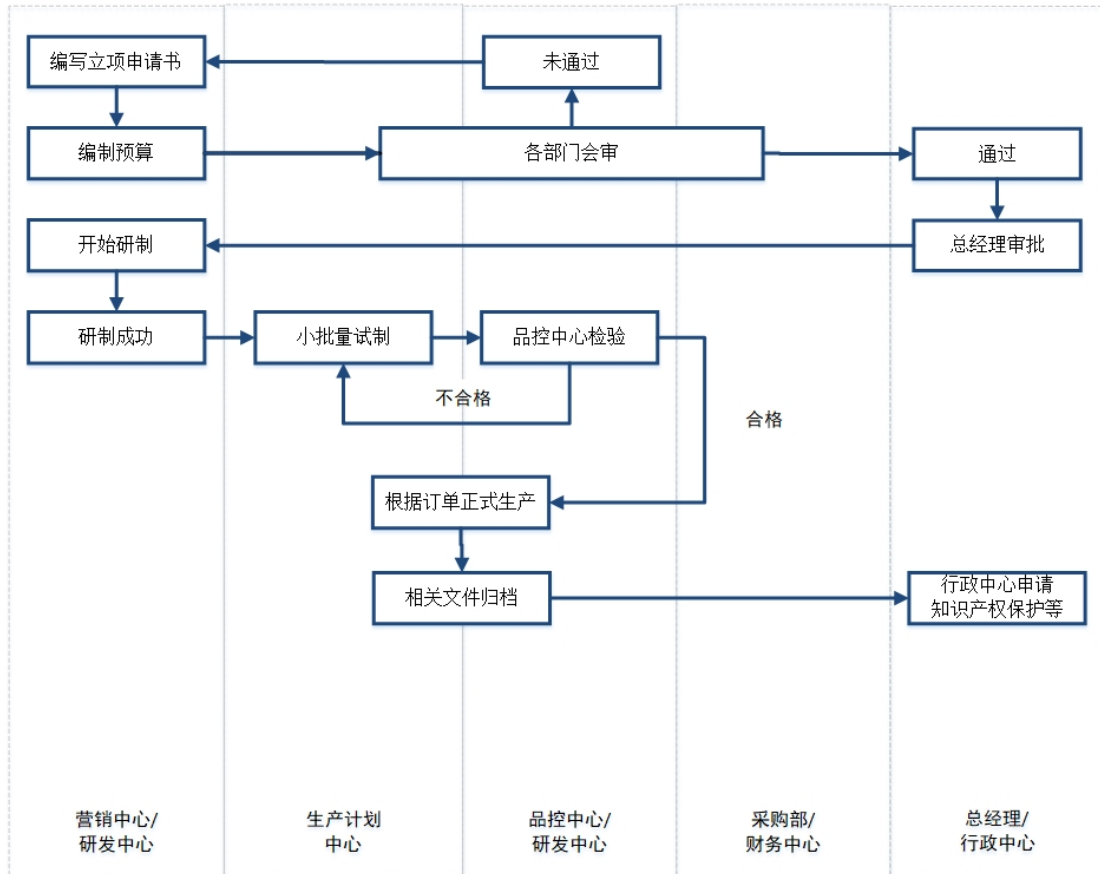 编写立项申请书
未通过
编制预算
各部门会审
通过
开始研制
总经理审批
研制成功
小批量试制
品控中心检验
不合格
合格
根据订单正式生产
相关文件归档
行政中心申请
知识产权保护等
营销中心/
研发中心
生产计划
中心
品控中心/
研发中心
采购部/
财务中心
总经理/
行政中心